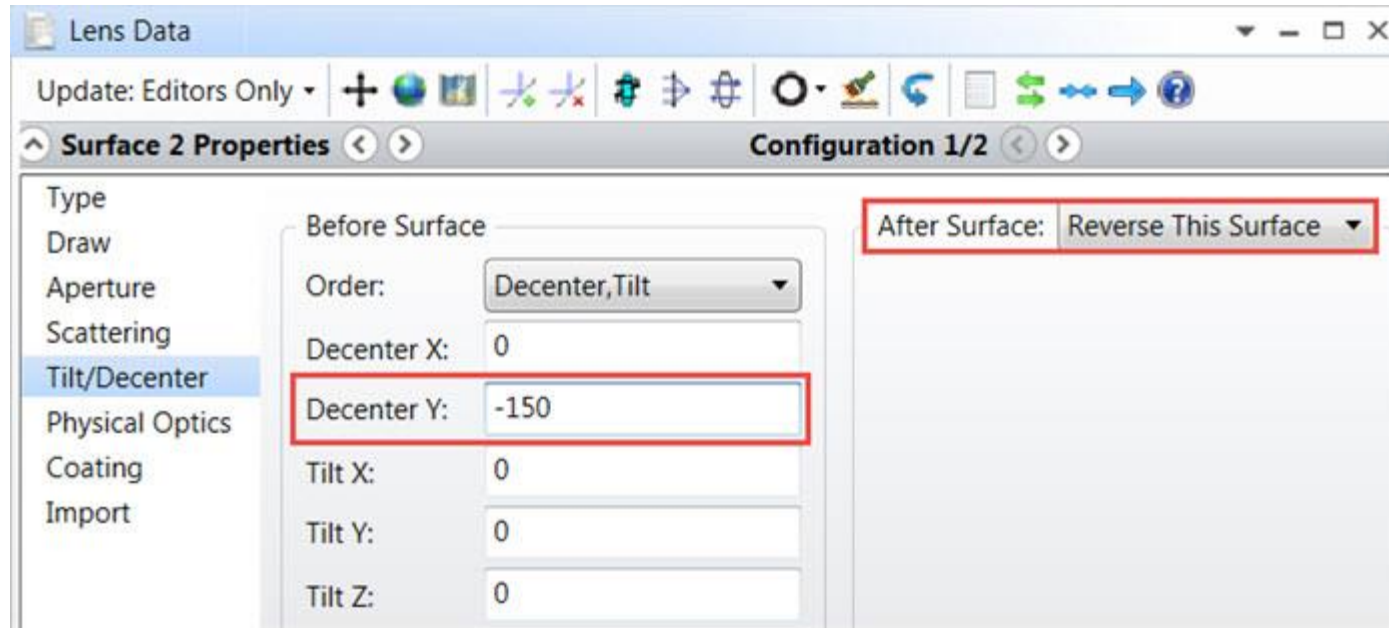 Lens Data
Update: Editors Only
Surface 2 Properties
Configuration 1/2
Type
Draw
Aperture
Scattering
Tilt/Decenter
Physical Optics
Coating
Import
Before Surface
Order: Decenter,Tilt
Decenter X: 0
Decenter Y: -150
Tilt X: 0
Tilt Y: 0
Tilt Z: 0
After Surface: Reverse This Surface